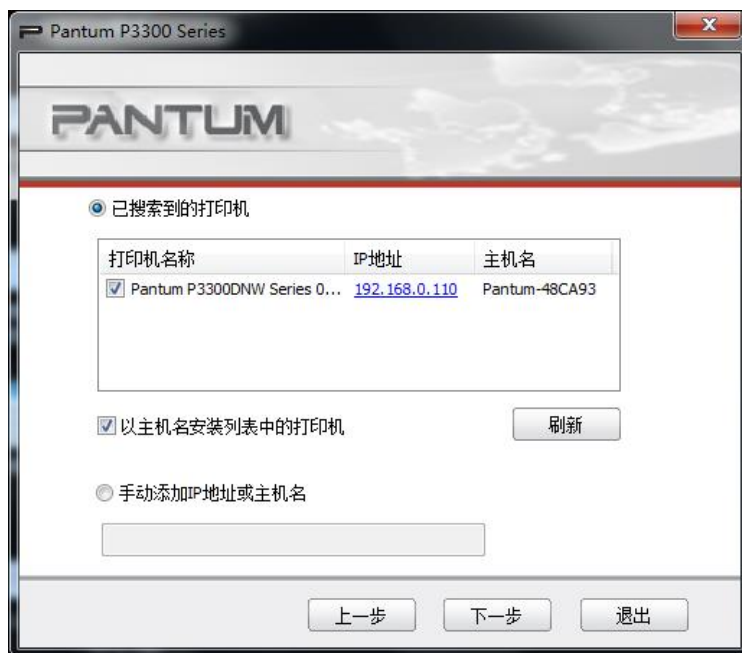 Pantum P3300 Series
PANTUM
已搜索到的打印机
打印机名称 IP地址 主机名
Pantum P3300DNW Series 0... 192.168.0.110 Pantum-48CA93
以主机名安装列表中的打印机 刷新
手动添加IP地址或主机名
上一步 下一步 退出